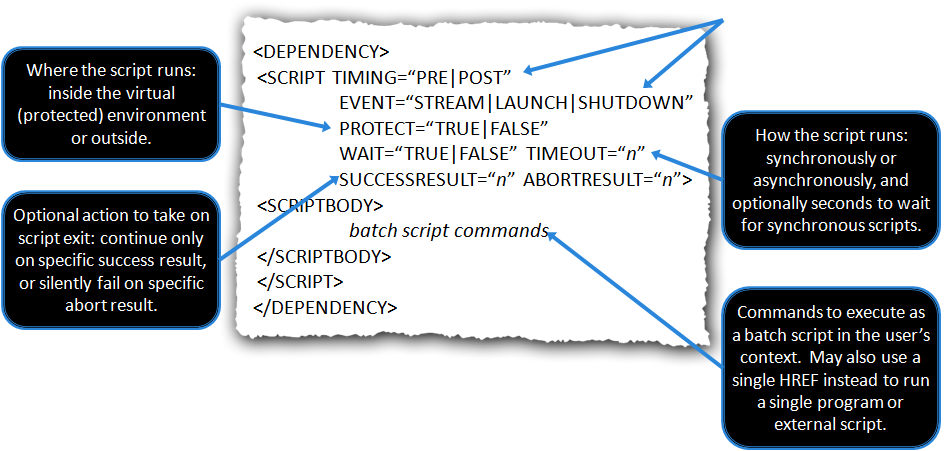 <DEPENDENCY>
<SCRIPT TIMING=“PRE|POST”
EVENT=“STREAM|LAUNCH|SHUTDOWN”
PROTECT=“TRUE|FALSE”
WAIT=“TRUE|FALSE” TIMEOUT=“n”
SUCCESSRESULT=“n” ABORTRESULT=“n”>
<SCRIPTBODY>
batch script commands
</SCRIPTBODY>
</SCRIPT>
</DEPENDENCY>
Where the script runs:
inside the virtual
(protected) environment
or outside.
Optional action to take on
script exit: continue only
on specific success result,
or silently fail on specific
abort result.
How the script runs:
synchronously or
asynchronously, and
optionally seconds to wait
for synchronous scripts.
Commands to execute as
a batch script in the user’s
context. May also use a
single HREF instead to run
a single program or
external script.